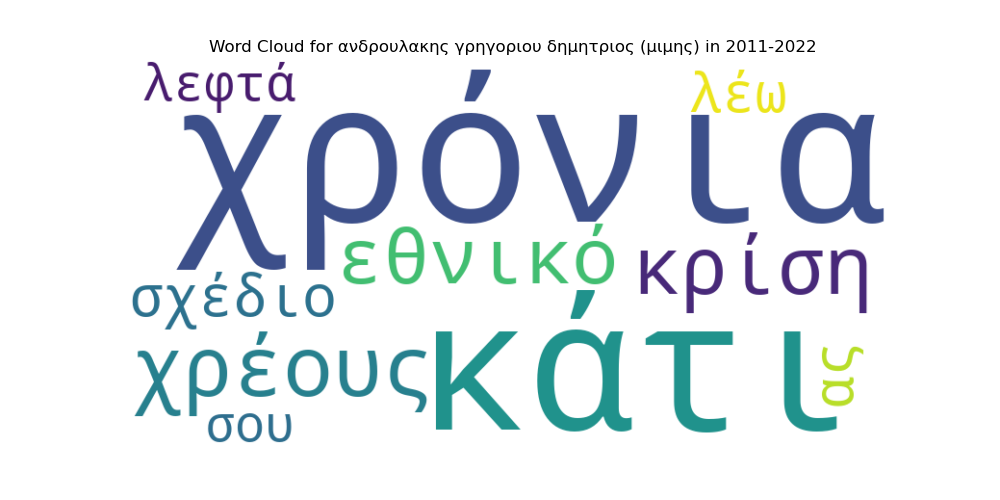 Word Cloud for ανδρουλακης γρηγοριου δημητριος (μιμης) in 2011-2022
λεφτά
λέω
χρόνια
εθνικό
κρίση
σχέδιο
χρέους
κάτι
ας
σου